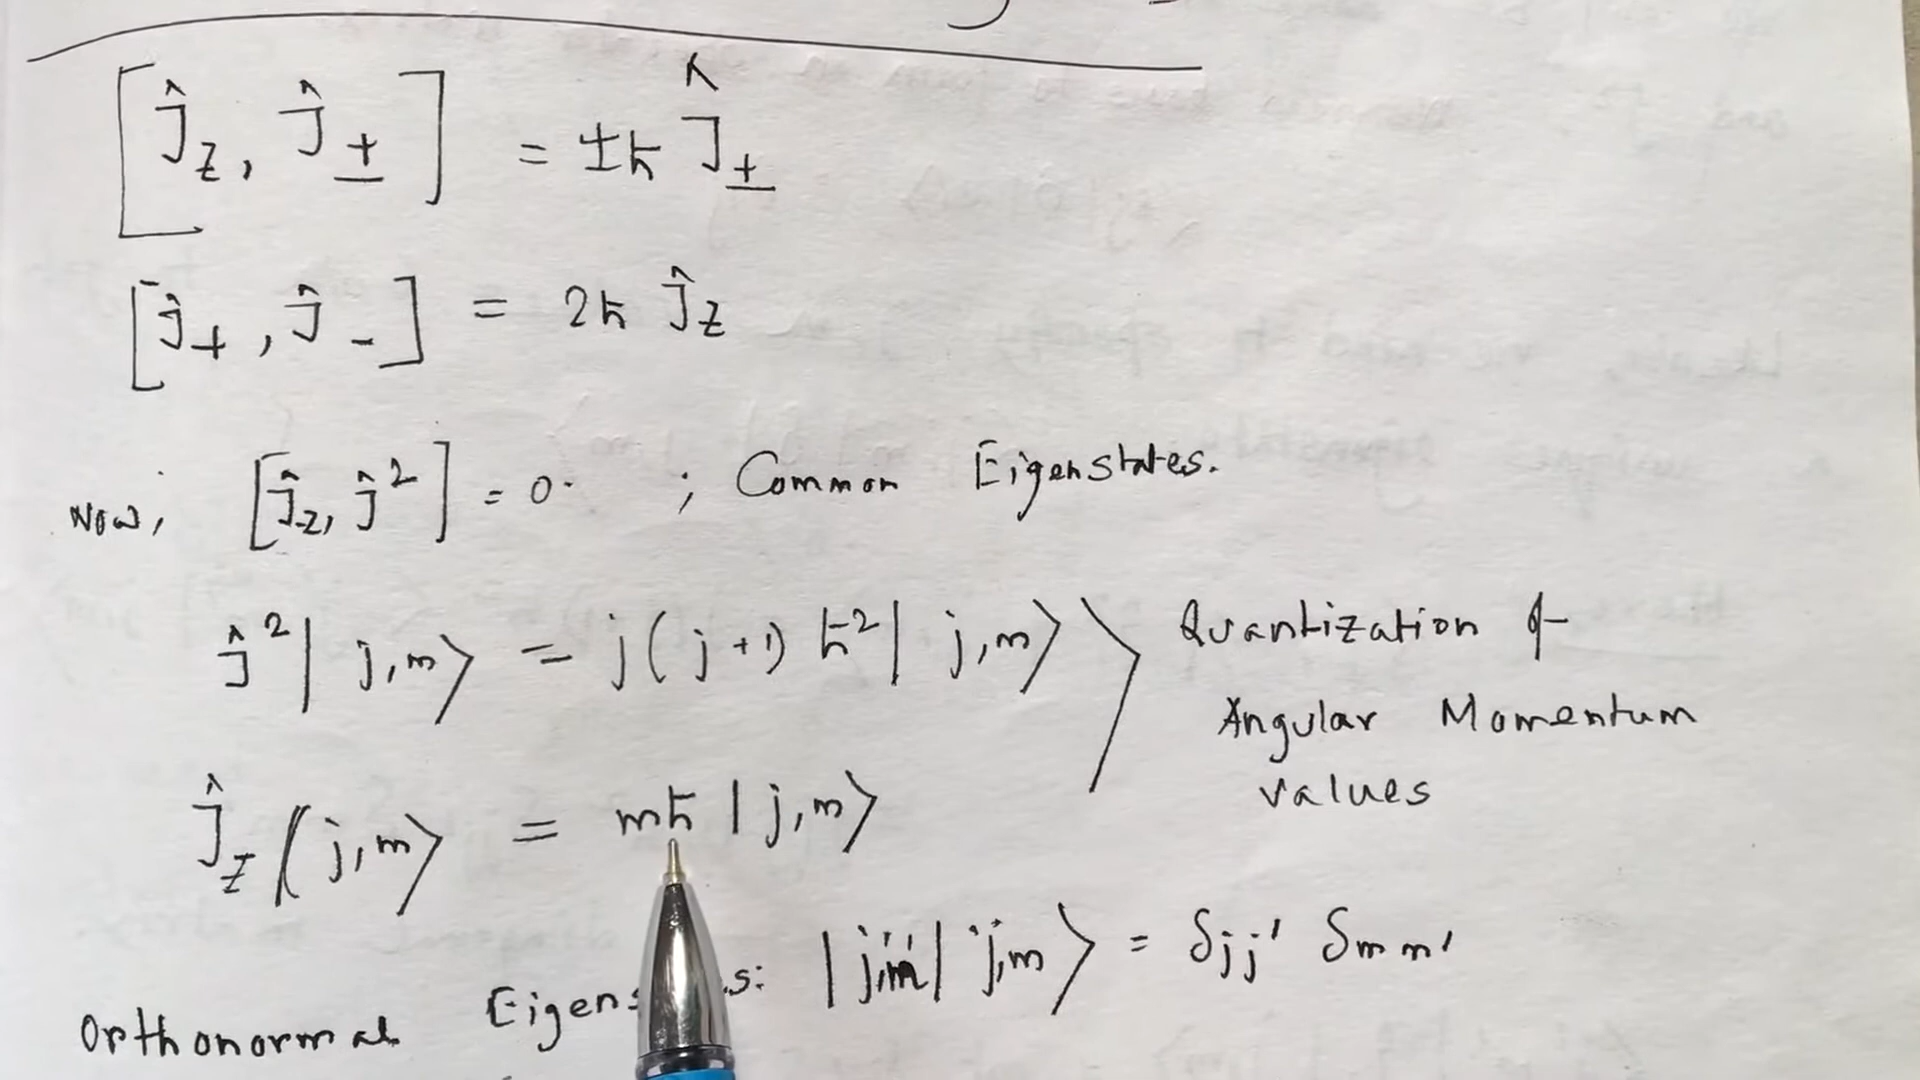 [Ĵz, Ĵ±] = ±ħ Ĵ±
[Ĵ+, Ĵ-] = 2ħ Ĵz
Now, [Ĵz, Ĵ²] = 0. ; Common Eigenstates.
Ĵ² | j,m⟩ = j(j+1) ħ² | j,m⟩ ⟩ Quantization of
Angular Momentum
values
Ĵz | j,m⟩ = mħ | j,m⟩
Orthonormal : | j'm' | j,m⟩ = δjj' δmm'